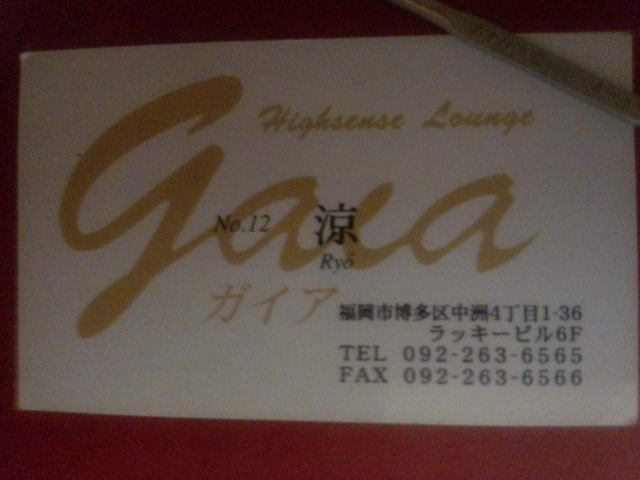 Highsense Lounge
gaia
No.12 涼
Ryo
ガイア
福岡市博多区中洲4丁目1-36
ラッキービル6F
TEL 092-263-6565
FAX 092-263-6566